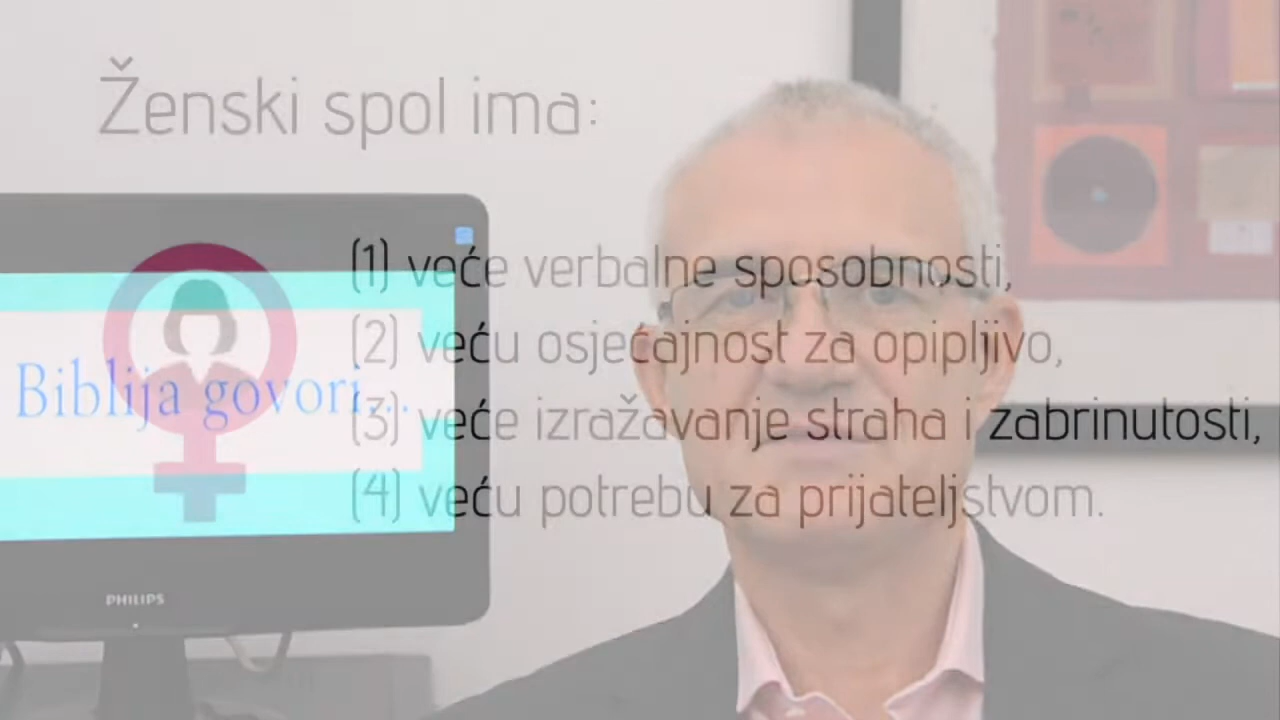 Ženski spol ima:
(1) veće verbalne sposobnosti,
(2) veću osjećajnost za opipljivo,
(3) veće izražavanje straha i zabrinutosti,
(4) veću potrebu za prijateljstvom.
Biblija govori...
PHILIPS